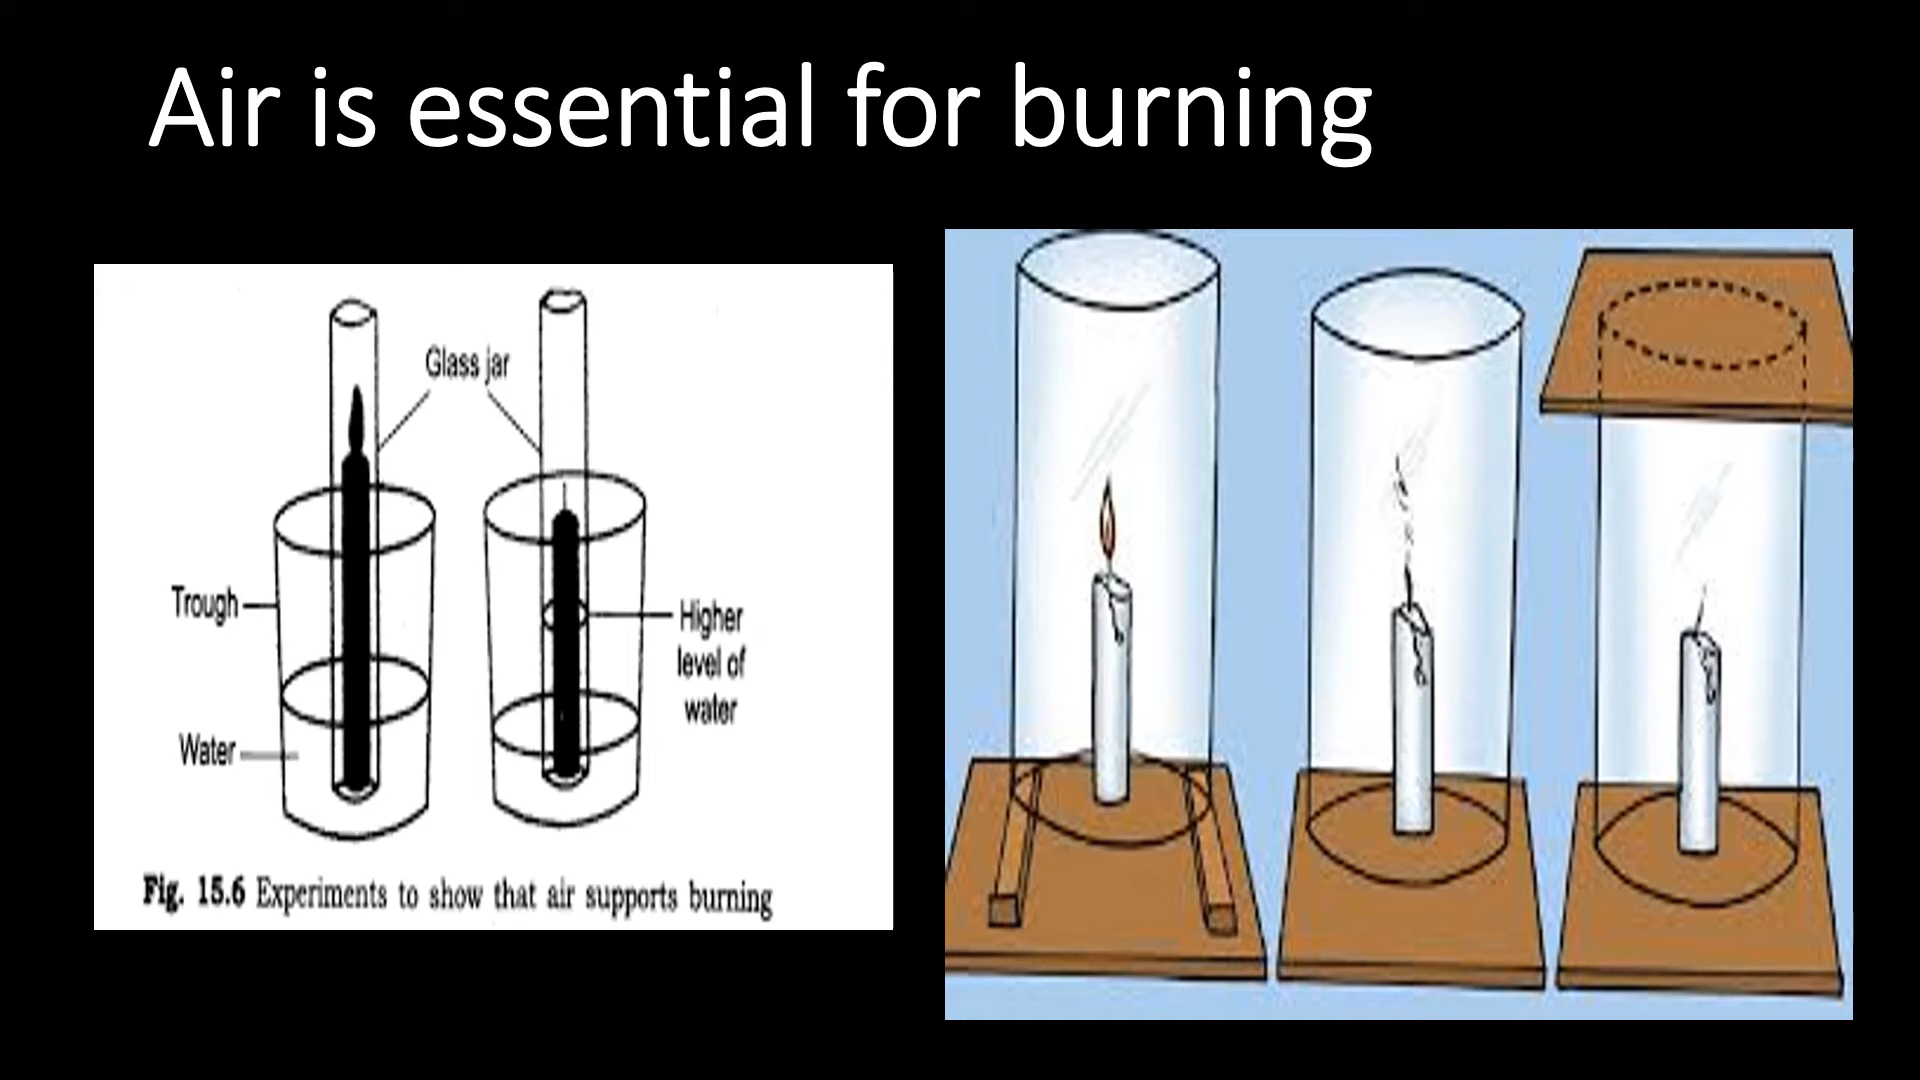 Air is essential for burning
Glass jar
Trough
Higher
level of
water
Water
Fig. 15.6 Experiments to show that air supports burning